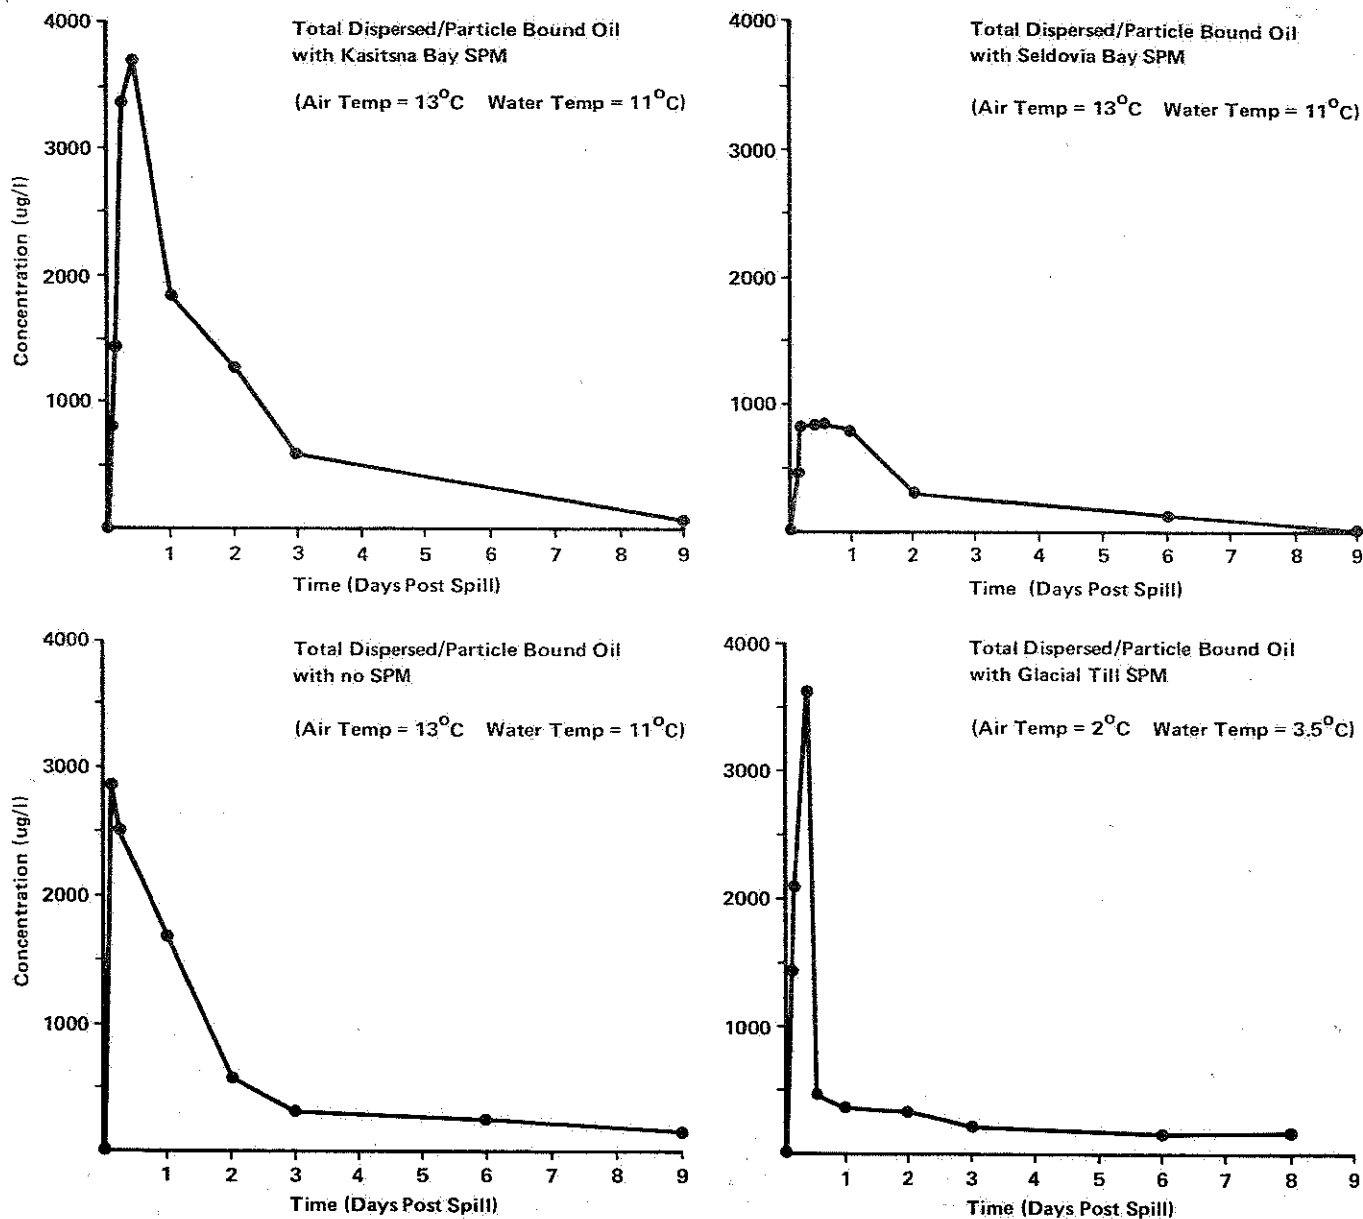 Total Dispersed/Particle Bound Oil
with Kasitsna Bay SPM
(Air Temp = 13°C Water Temp = 11°C)
4000
3000
2000
1000
Concentration (ug/l)
1 2 3 4 5 6 7 8 9
Time (Days Post Spill)
Total Dispersed/Particle Bound Oil
with Seldovia Bay SPM
(Air Temp = 13°C Water Temp = 11°C)
4000
3000
2000
1000
1 2 3 4 5 6 7 8 9
Time (Days Post Spill)
Total Dispersed/Particle Bound Oil
with no SPM
(Air Temp = 13°C Water Temp = 11°C)
4000
3000
2000
1000
Concentration (ug/l)
1 2 3 4 5 6 7 8 9
Time (Days Post Spill)
Total Dispersed/Particle Bound Oil
with Glacial Till SPM
(Air Temp = 2°C Water Temp = 3.5°C)
4000
3000
2000
1000
1 2 3 4 5 6 7 8 9
Time (Days Post Spill)